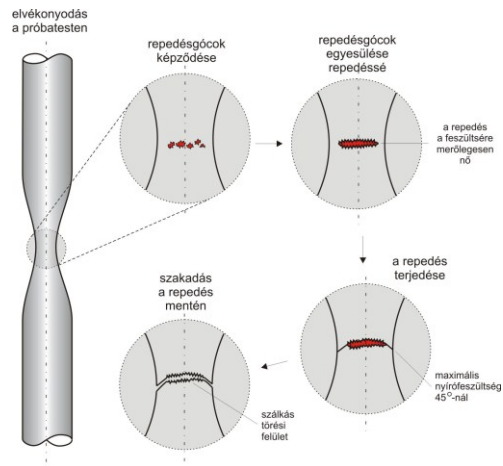 elvékonyodás
a próbatesten
repedésgócok
képződése
repedésgócok
egyesülése
repedéssé
a repedés
a feszültsére
merőlegesen
nő
a repedés
terjedése
maximális
nyírófeszültség
45°-nál
szakadás
a repedés
mentén
szálkás
törési
felület